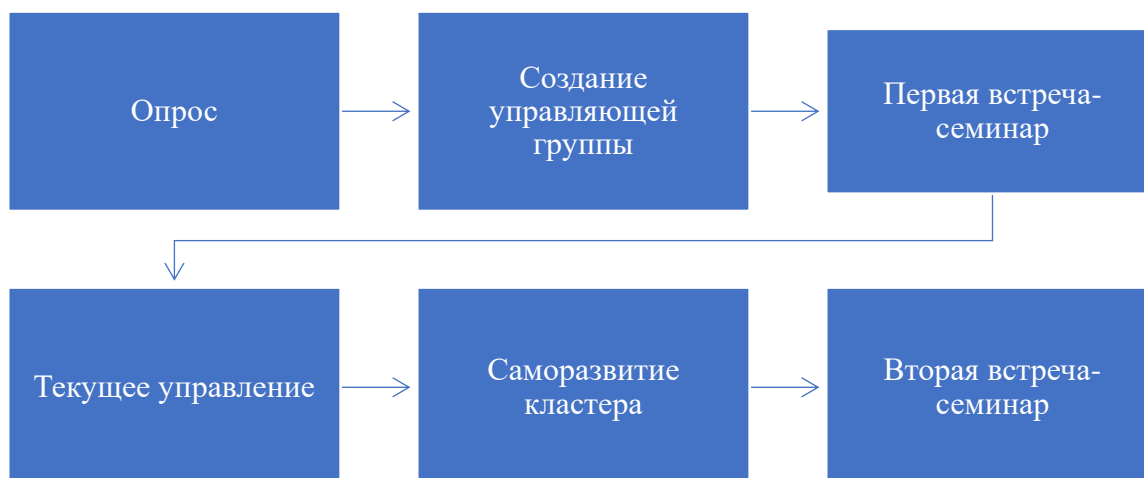 Опрос
Создание
управляющей
группы
Первая встреча-
семинар
Текущее управление
Саморазвитие
кластера
Вторая встреча-
семинар